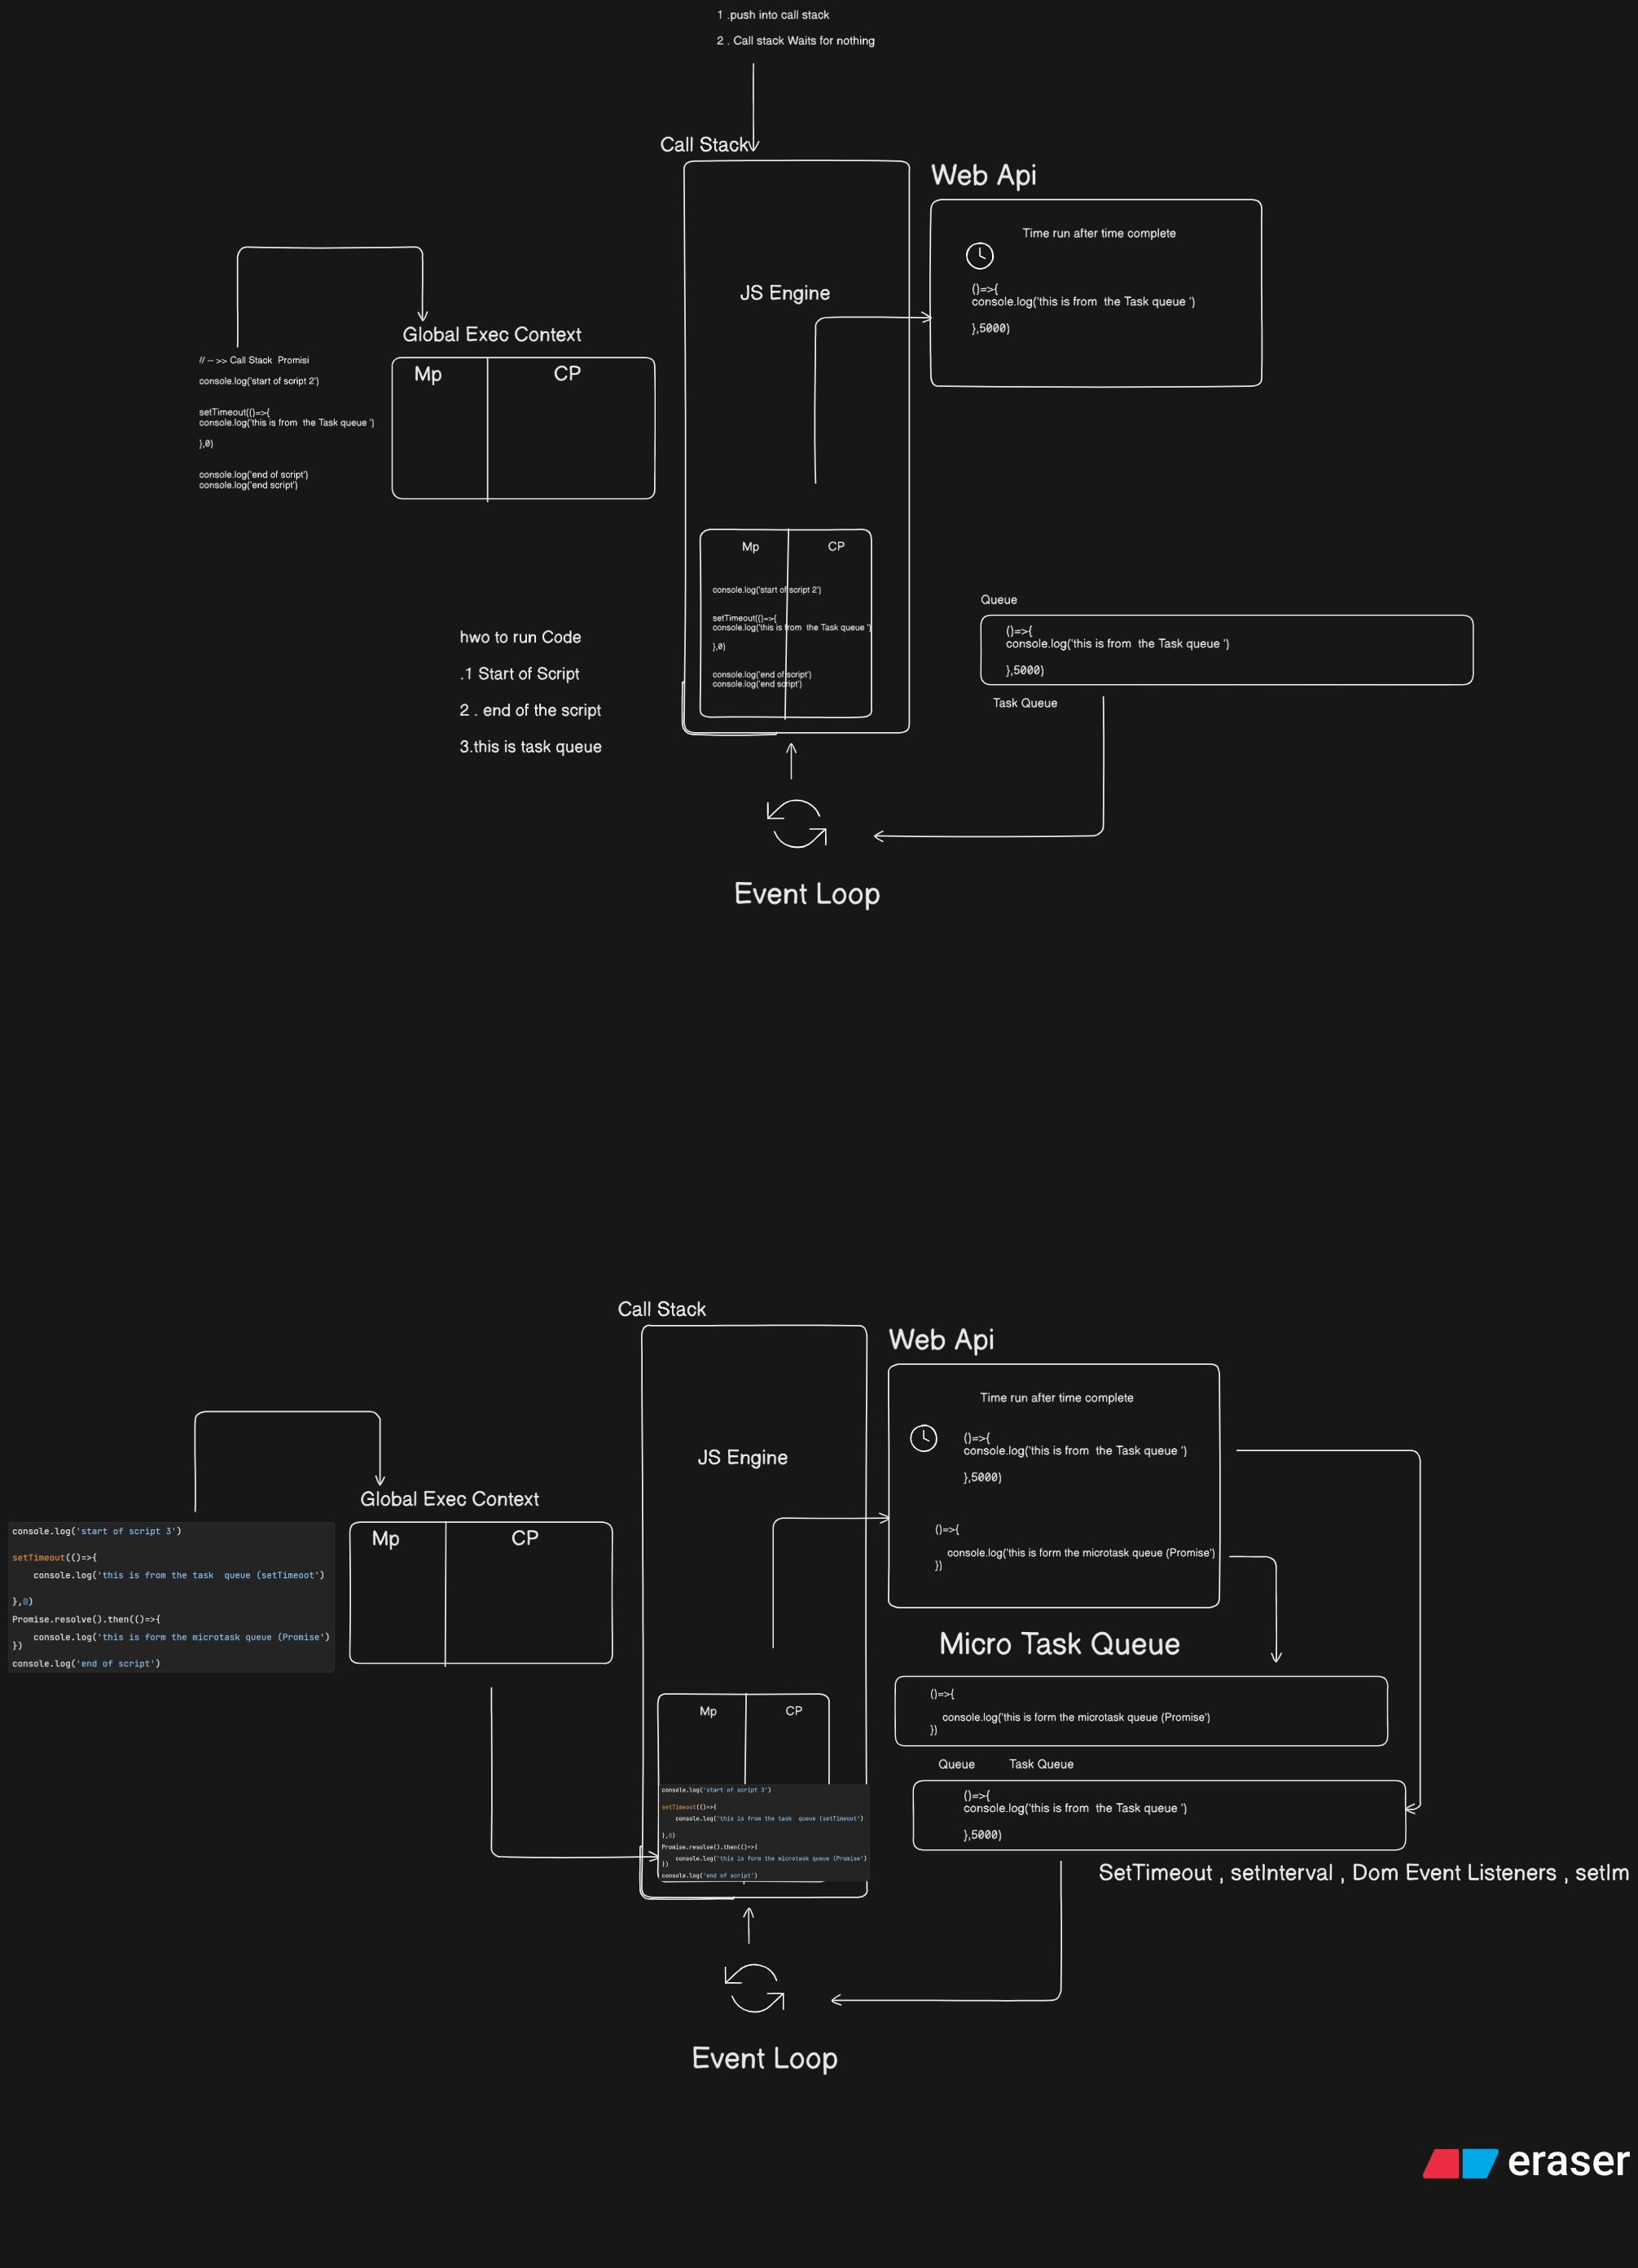 1 .push into call stack
2 . Call stack Waits for nothing
Call Stack
Web Api
Time run after time complete
()=>{
console.log('this is from  the Task queue ')
},5000)
JS Engine
Global Exec Context
Mp
CP
// -- >> Call Stack  Promisi
console.log('start of script 2')
setTimeout(()=>{
console.log('this is from  the Task queue ')
},0)
console.log('end of script')
console.log('end script')
Mp
CP
console.log('start of script 2')
setTimeout(()=>{
console.log('this is from  the Task queue ')
},0)
console.log('end of script')
console.log('end script')
hwo to run Code
.1 Start of Script
2 . end of the script
3.this is task queue
Queue
()=>{
console.log('this is from  the Task queue ')
},5000)
Task Queue
Event Loop
Call Stack
Web Api
Time run after time complete
()=>{
console.log('this is from  the Task queue ')
},5000)
()=>{
console.log('this is form the microtask queue (Promise')
})
JS Engine
Global Exec Context
Mp
CP
console.log('start of script 3')
setTimeout(()=>{
console.log('this is from the task  queue (setTimeoot')
},0)
Promise.resolve().then(()=>{
console.log('this is form the microtask queue (Promise')
})
console.log('end of script')
Micro Task Queue
()=>{
console.log('this is form the microtask queue (Promise')
})
Mp
CP
console.log('start of script 3')
setTimeout(()=>{
console.log('this is from the task  queue (setTimeoot')
},0)
Promise.resolve().then(()=>{
console.log('this is form the microtask queue (Promise')
})
console.log('end of script')
Queue
Task Queue
()=>{
console.log('this is from  the Task queue ')
},5000)
SetTimeout , setInterval , Dom Event Listeners , setIm
Event Loop
eraser